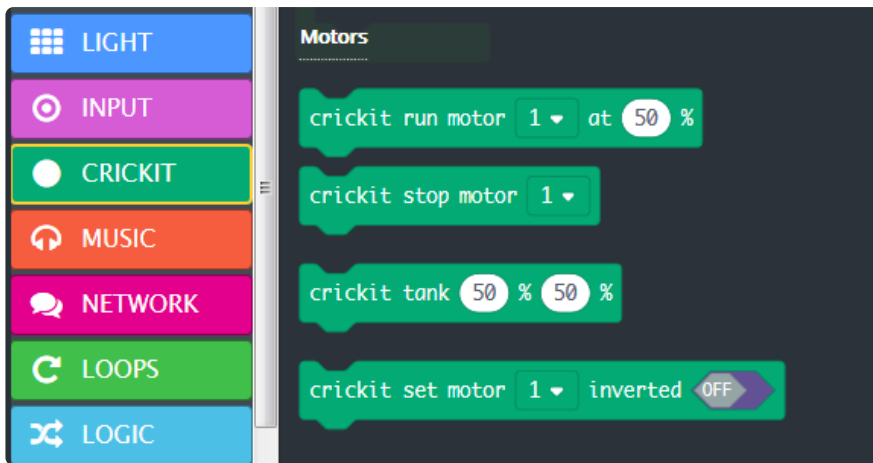 LIGHT
INPUT
CRICKIT
MUSIC
NETWORK
LOOPS
LOGIC
Motors
crickit run motor 1 at 50 %
crickit stop motor 1
crickit tank 50 % 50 %
crickit set motor 1 inverted OFF